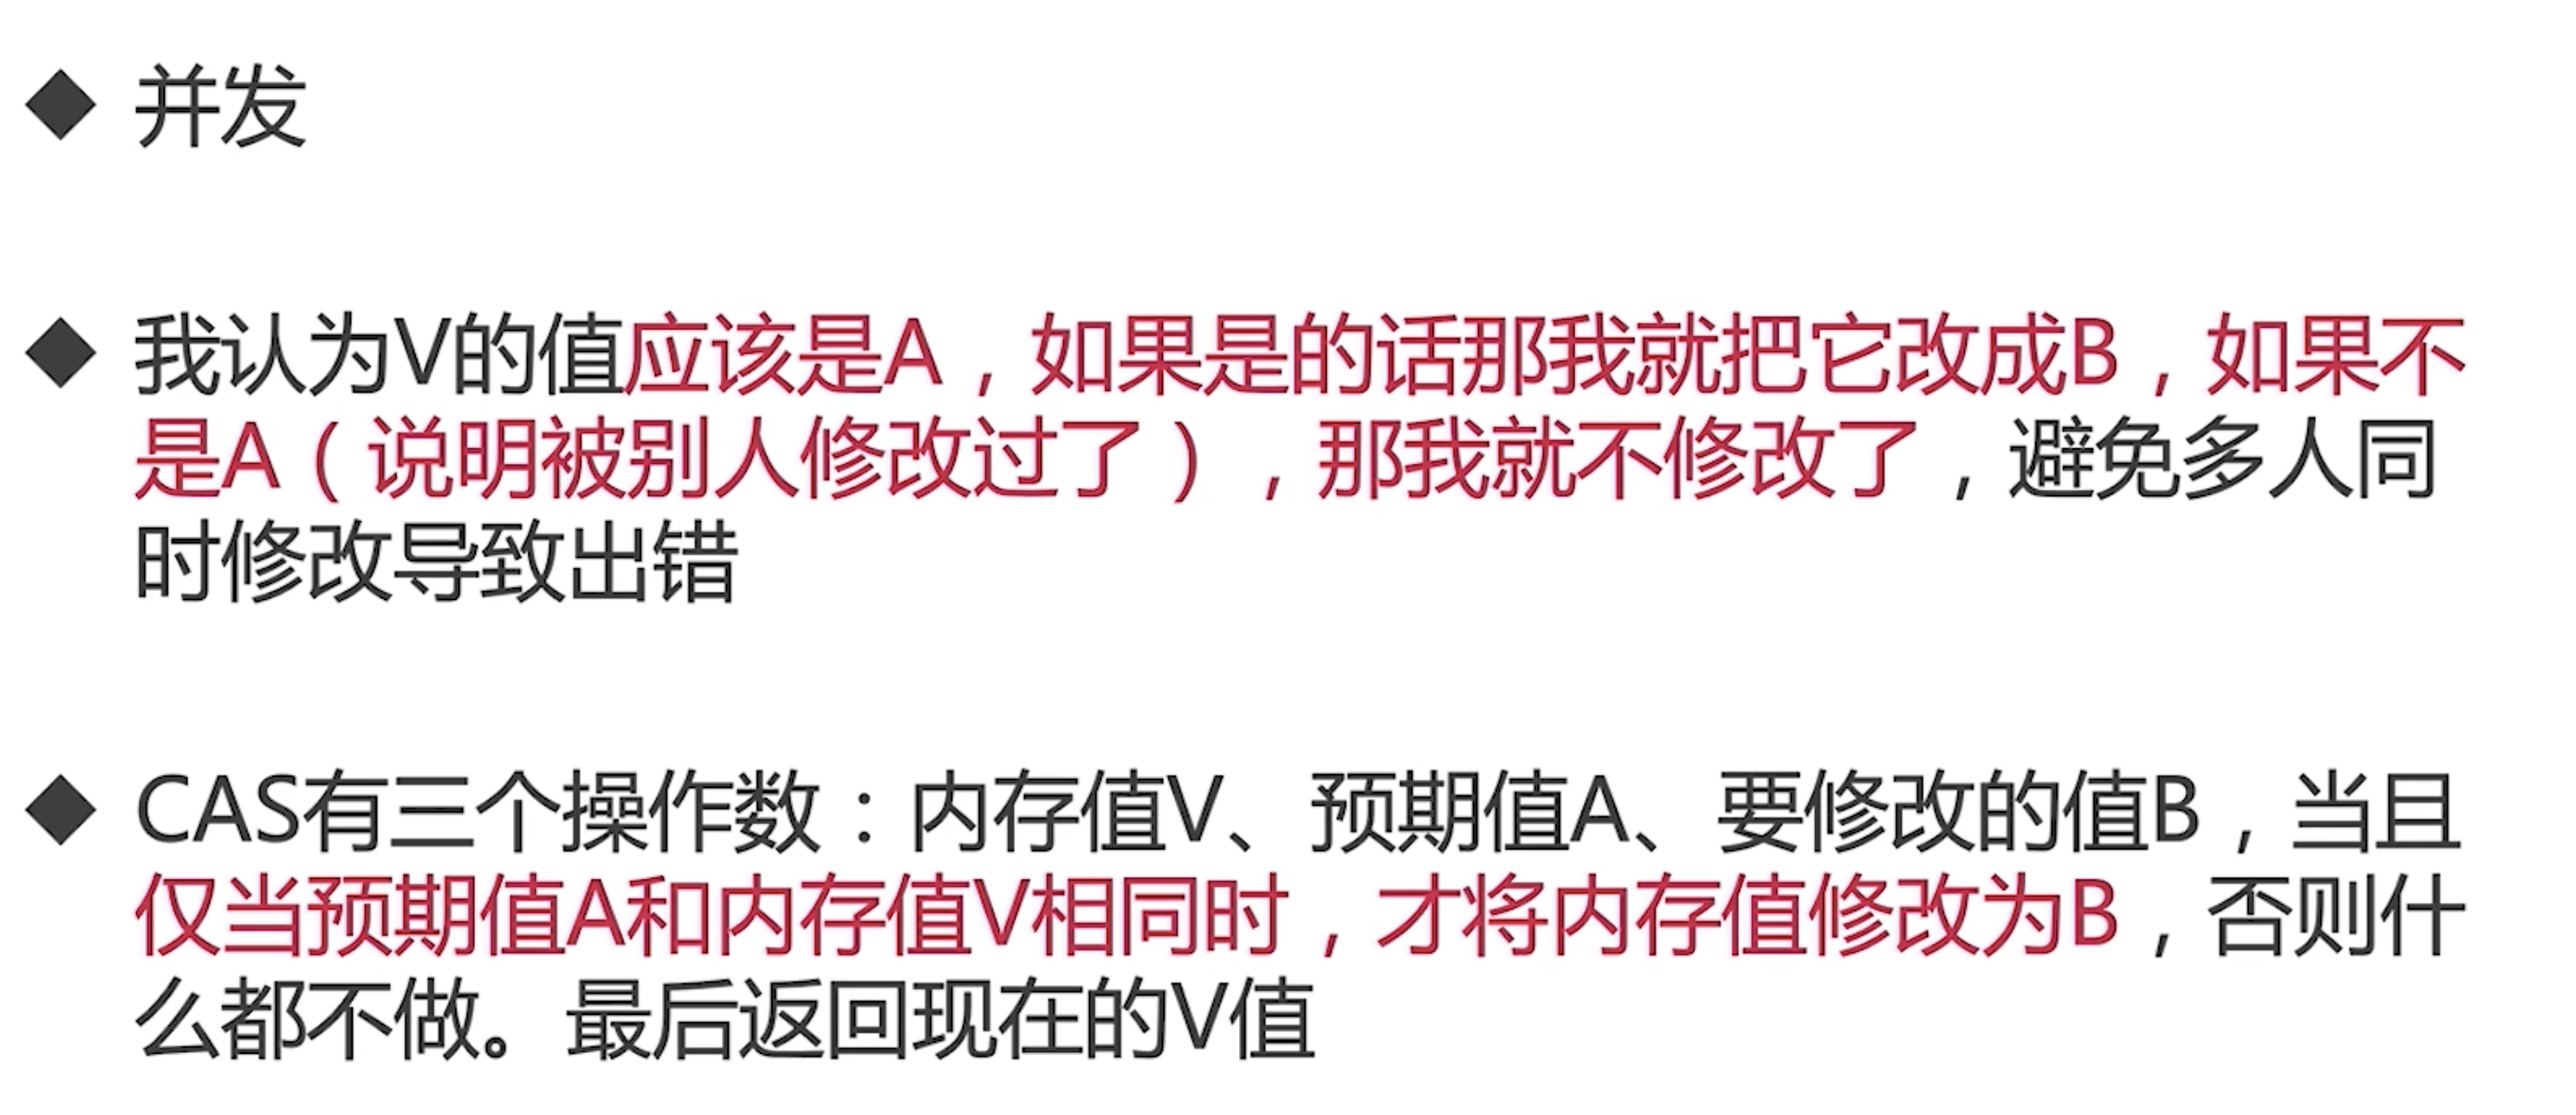 ◆ 并发
◆ 我认为V的值应该是A，如果是的话那我就把它改成B，如果不
是A（说明被别人修改过了），那我就不修改了，避免多人同
时修改导致出错
◆ CAS有三个操作数：内存值V、预期值A、要修改的值B，当且
仅当预期值A和内存值V相同时，才将内存值修改为B，否则什
么都不做。最后返回现在的V值